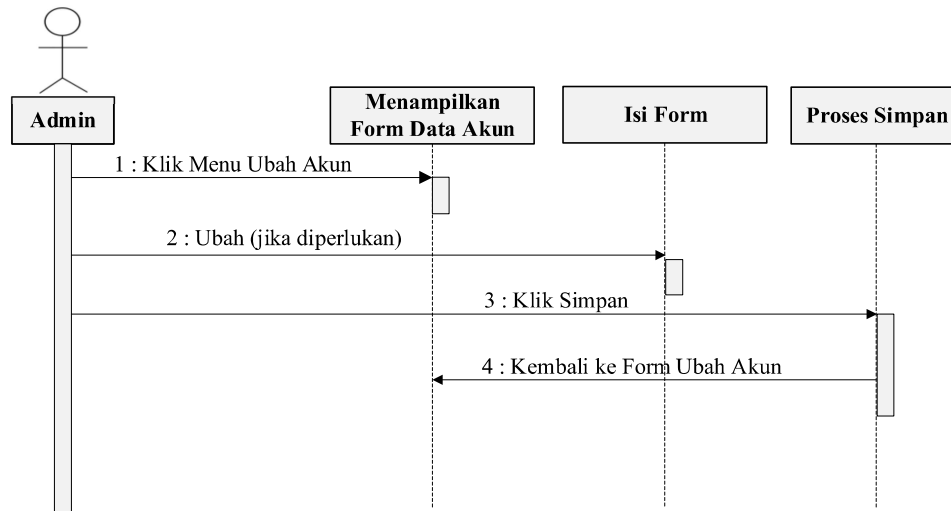 Admin
Menampilkan
Form Data Akun
Isi Form
Proses Simpan
1 : Klik Menu Ubah Akun
2 : Ubah (jika diperlukan)
3 : Klik Simpan
4 : Kembali ke Form Ubah Akun